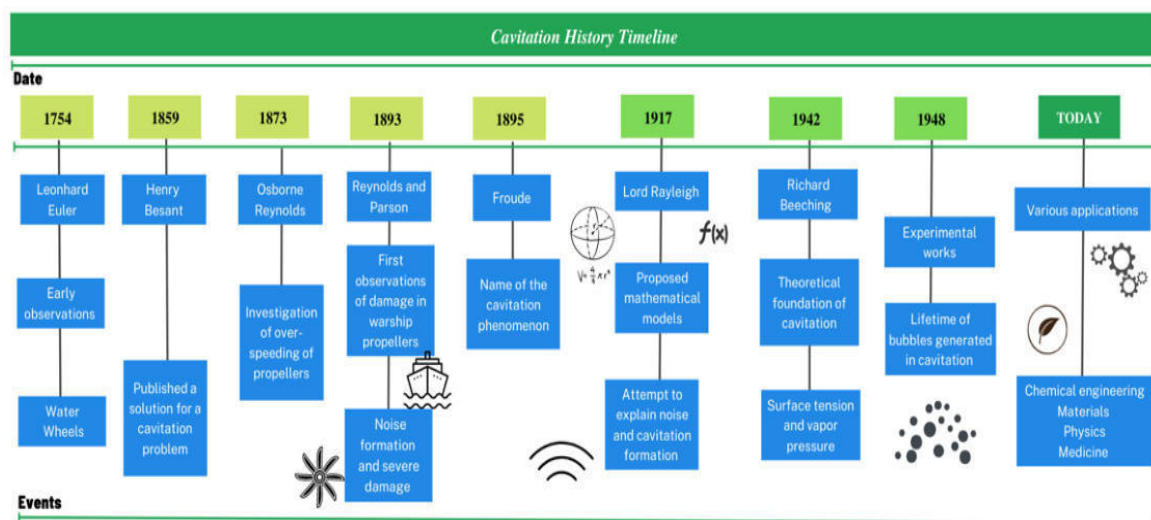 Cavitation History Timeline
Date
1754
1859
1873
1893
1895
1917
1942
1948
TODAY
Leonhard
Euler
Early
observations
Water
Wheels
Henry
Besant
Published a
solution for a
cavitation
problem
Osborne
Reynolds
Investigation
of over-
speeding of
propellers
Reynolds and
Parson
First
observations
of damage in
warship
propellers
Noise
formation
and severe
damage
Froude
Name of the
cavitation
phenomenon
Lord Rayleigh
f(x)
Proposed
mathematical
models
Attempt to
explain noise
and cavitation
formation
Richard
Beeching
Theoretical
foundation of
cavitation
Surface tension
and vapor
pressure
Experimental
works
Lifetime of
bubbles generated
in cavitation
Various applications
Chemical engineering
Materials
Physics
Medicine
Events